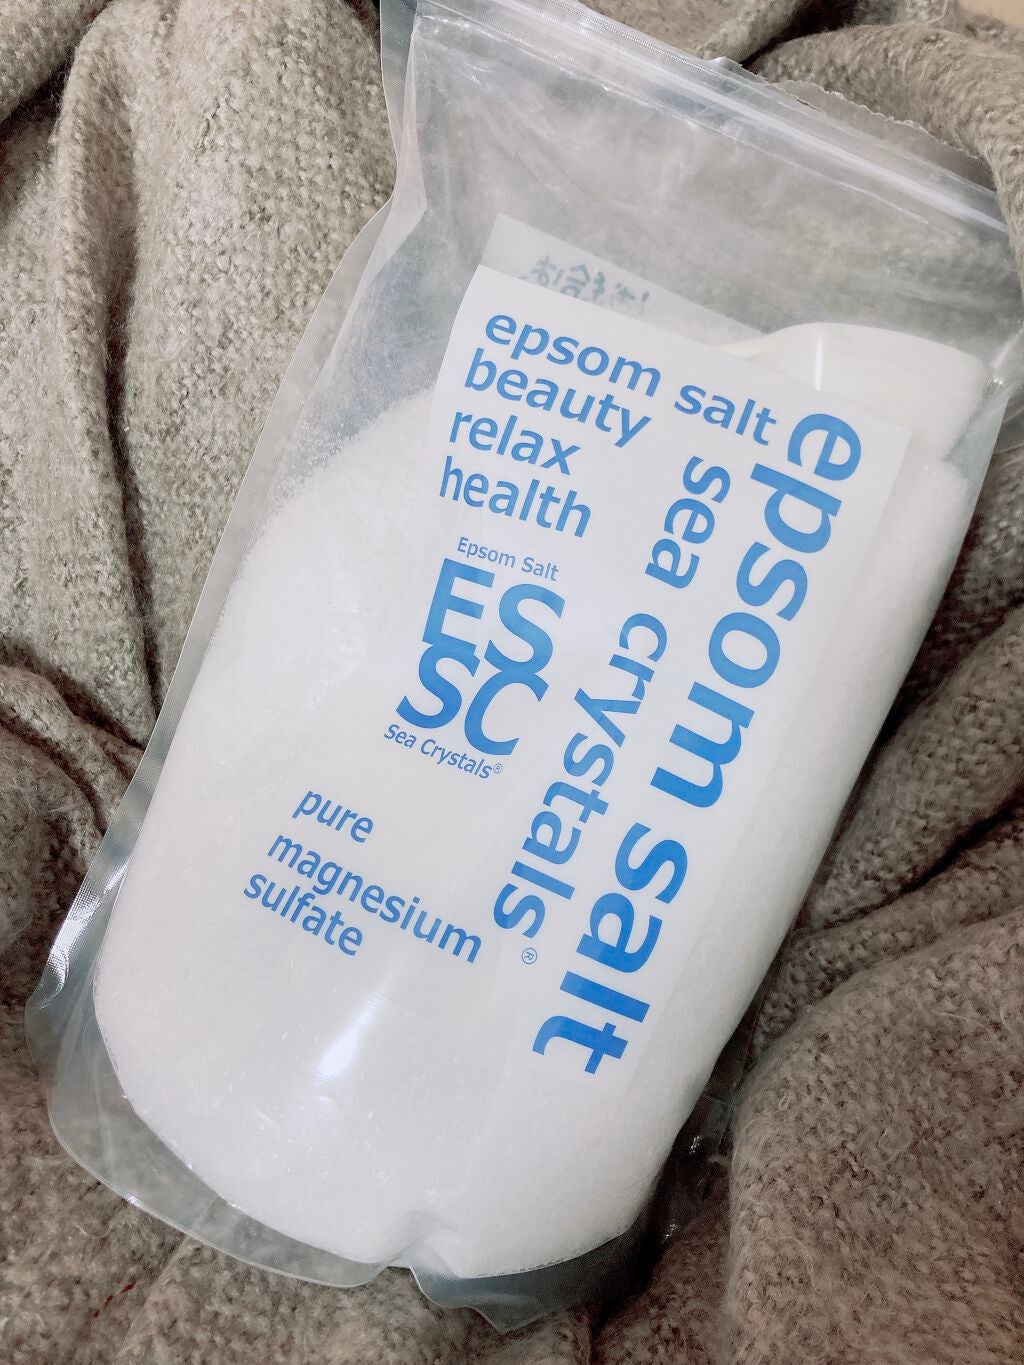 epsom salt
beauty
relax
health
Epsom Salt
ES
SC
Sea Crystals®
pure
magnesium
sulfate
epsom salt
sea crystals®